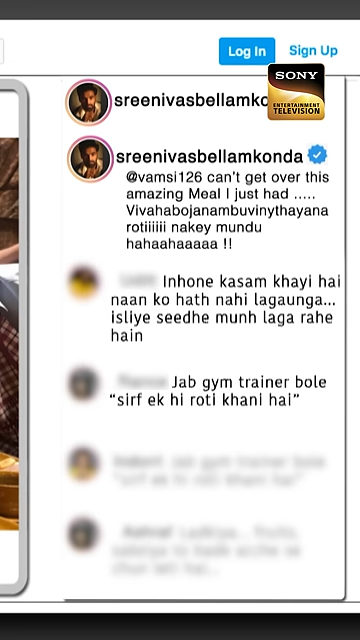 Log In Sign Up
SONY
ENTERTAINMENT
TELEVISION
sreenivasbellamko
sreenivasbellamkonda
@vamsi126 can't get over this
amazing Meal I just had .....
Vivahabojanambuvinythayana
rotiiiiii nakey mundu
hahaahaaaaa !!
Inhone kasam khayi hai
naan ko hath nahi lagaunga...
isliye seedhe munh laga rahe
hain
Jab gym trainer bole
“sirf ek hi roti khani hai”